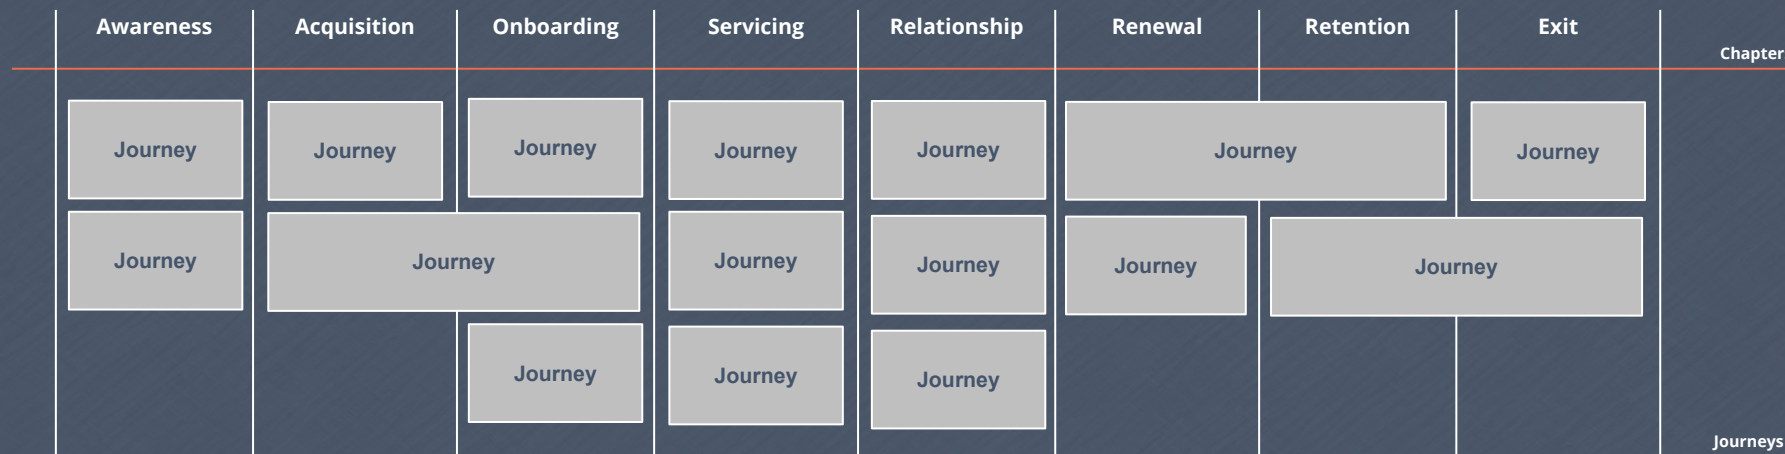 Awareness Acquisition Onboarding Servicing Relationship Renewal Retention Exit
Chapter
Journey Journey Journey Journey Journey Journey Journey
Journey Journey Journey Journey Journey Journey
Journey Journey Journey
Journeys